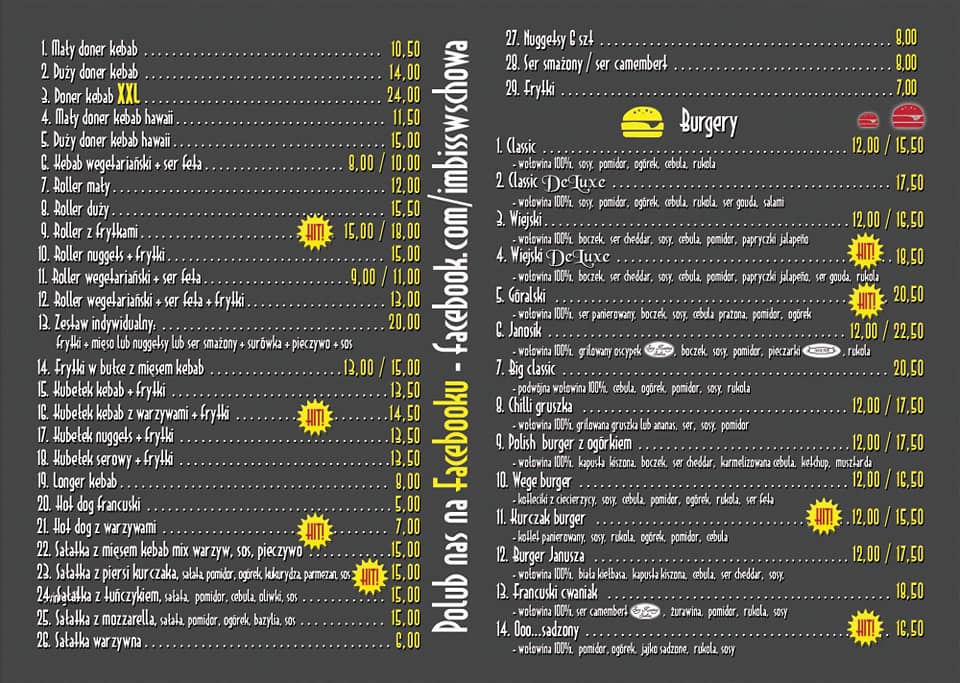 1. Mały doner kebab 10,50
2. Duży doner kebab 14,00
3. Doner kebab XXL 24,00
4. Mały doner kebab hawaii 11,50
5. Duży doner kebab hawaii 15,00
6. Kebab wegetariański + ser feta 8,00 / 10,00
7. Roller mały 12,00
8. Roller duży 15,50
9. Roller z frytkami HIT! 15,00 / 18,00
10. Roller nuggets + frytki 15,00
11. Roller wegetariański + ser feta 9,00 / 11,00
12. Roller wegetariański + ser feta + frytki 13,00
13. Zestaw indywidualny: 20,00
frytki + mięso lub nuggetsy lub ser smażony + surówka + pieczywo + sos
14. Frytki w bułce z mięsem kebab 13,00 / 15,00
15. Kubełek kebab + frytki 13,50
16. Kubełek kebab z warzywami + frytki HIT! 14,50
17. Kubełek nuggets + frytki 13,50
18. Kubełek serowy + frytki 13,50
19. Longer kebab 8,00
20. Hot dog francuski 5,00
21. Hot dog z warzywami HIT! 7,00
22. Sałatka z mięsem kebab mix warzyw, sos, pieczywo 15,00
23. Sałatka z piersi kurczaka, sałata, pomidor, ogórek, kukurydza, parmezan, sos HIT! 15,00
24. Sałatka z tuńczykiem, sałata, pomidor, cebula, oliwki, sos 15,00
25. Sałatka z mozzarella, sałata, pomidor, ogórek, bazylia, sos 15,00
26. Sałatka warzywna 6,00
Polub nas na Facebooku - facebook.com/imbisswschowa
27. Nuggetsy 6 szt 8,00
28. Ser smażony / ser camembert 8,00
29. Frytki 7,00
Burgery
1. Classic 12,00 / 15,50
- wołowina 100%, sosy, pomidor, ogórek, cebula, rukola
2. Classic DeLuxe 17,50
- wołowina 100%, sosy, pomidor, ogórek, cebula, rukola, ser gouda, salami
3. Wiejski 12,00 / 16,50
- wołowina 100%, boczek, ser cheddar, sosy, cebula, pomidor, papryczki jalapeño
4. Wiejski DeLuxe HIT! 18,50
- wołowina 100%, boczek, ser cheddar, sosy, cebula, pomidor, papryczki jalapeño, ser gouda, rukola
5. Góralski HIT! 20,50
- wołowina 100%, ser panierowany, boczek, sosy, cebula prażona, pomidor, ogórek
6. Janosik 12,00 / 22,50
- wołowina 100%, grilowany oscypek, boczek, sosy, pomidor, pieczarki, rukola
7. Big classic 20,50
- podwójna wołowina 100%, cebula, ogórek, pomidor, sosy, rukola
8. Chilli gruszka 12,00 / 17,50
- wołowina 100%, grilowana gruszka lub ananas, ser, sosy, pomidor
9. Polish burger z ogórkiem 12,00 / 17,50
- wołowina 100%, kapusta kiszona, boczek, ser cheddar, karmelizowana cebula, ketchup, musztarda
10. Wege burger 12,00 / 16,50
- kotleciki z ciecierzycy, sosy, cebula, pomidor, ogórek, rukola, ser feta
11. Kurczak burger HIT! 12,00 / 15,50
- kotlet panierowany, sosy, rukola, ogórek, pomidor, cebula
12. Burger Janusza 12,00 / 17,50
- wołowina 100%, biała kiełbasa, kapusta kiszona, cebula, ser cheddar, sosy,
13. Francuski cwaniak 18,50
- wołowina 100%, ser camembert, żurawina, pomidor, rukola, sosy
14. Ooo...sadzony HIT! 16,50
- wołowina 100%, pomidor, ogórek, jajko sadzone, rukola, sosy